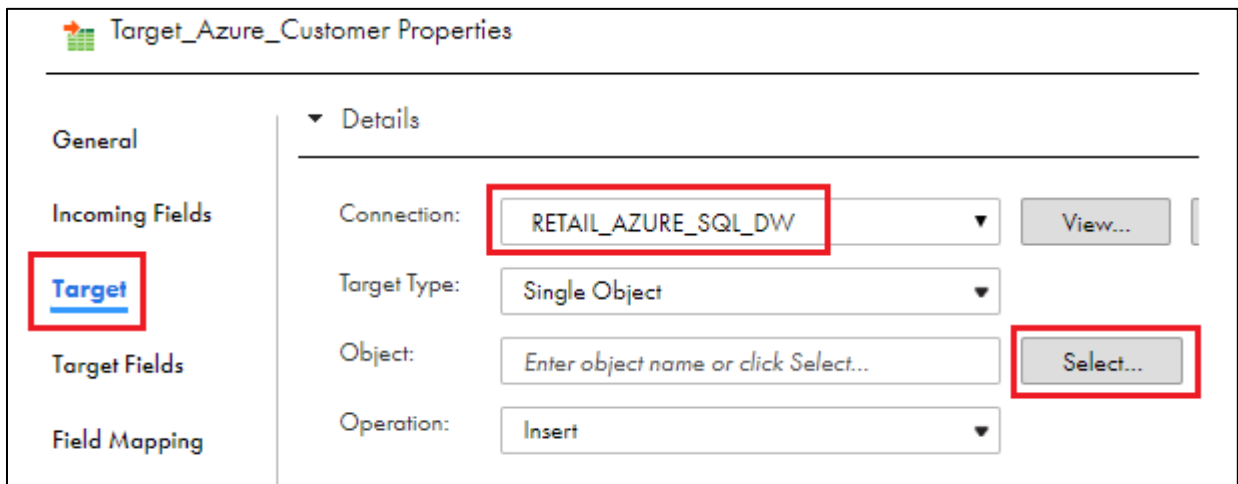 Target_Azure_Customer Properties
General
Incoming Fields
Target
Target Fields
Field Mapping
Details
Connection: RETAIL_AZURE_SQL_DW View...
Target Type: Single Object
Object: Enter object name or click Select... Select...
Operation: Insert